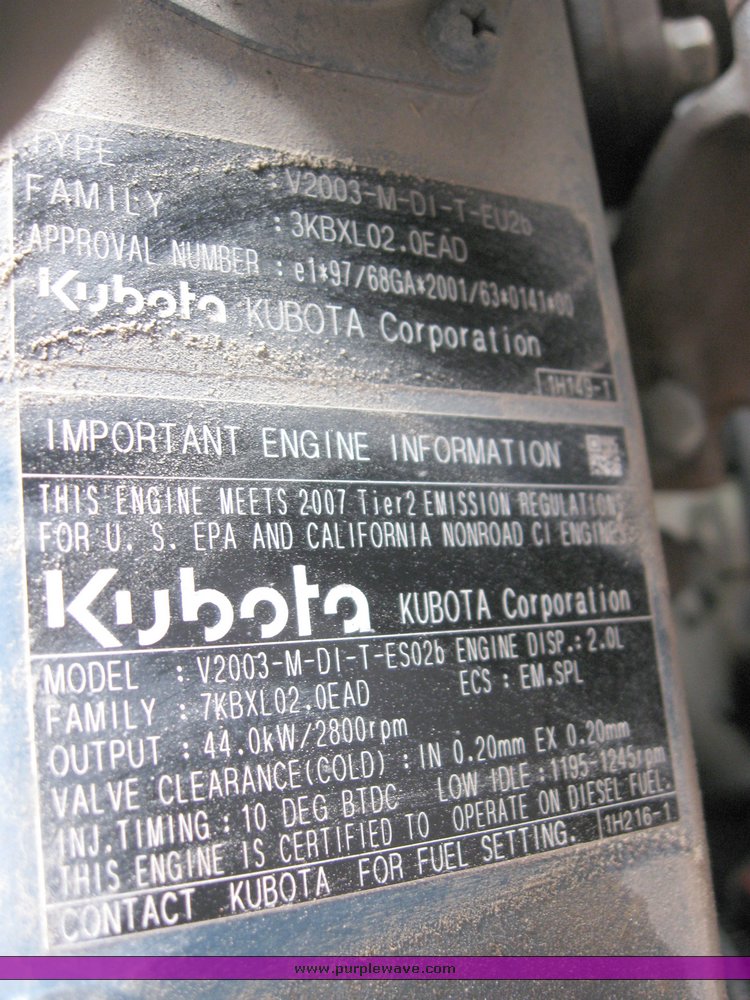 TYPE : V2003-M-DI-T-EU2b
FAMILY : 3KBXL02.0EAD
APPROVAL NUMBER : e1*97/68GA*2001/63*0141*00
Kubota KUBOTA Corporation
1H149-1
IMPORTANT ENGINE INFORMATION
THIS ENGINE MEETS 2007 Tier2 EMISSION REGULATIONS
FOR U. S. EPA AND CALIFORNIA NONROAD CI ENGINES
Kubota KUBOTA Corporation
MODEL : V2003-M-DI-T-ES02b ENGINE DISP.: 2.0L
FAMILY : 7KBXL02.0EAD ECS : EM.SPL
OUTPUT : 44.0kW/2800rpm
VALVE CLEARANCE(COLD) : IN 0.20mm EX 0.20mm
INJ.TIMING : 10 DEG BTDC LOW IDLE : 1195-1245rpm
THIS ENGINE IS CERTIFIED TO OPERATE ON DIESEL FUEL.
CONTACT KUBOTA FOR FUEL SETTING. 1H216-1
www.purplewave.com